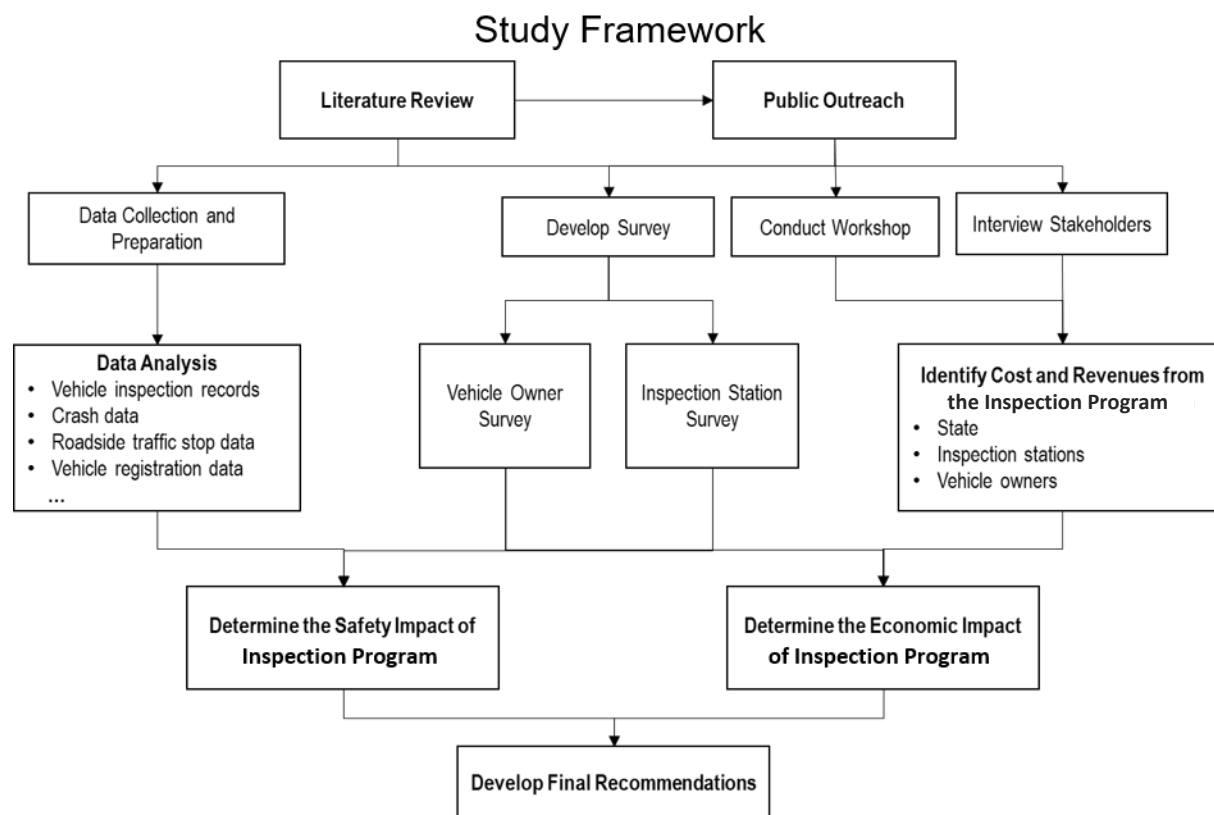 Study Framework
Literature Review
Public Outreach
Data Collection and
Preparation
Develop Survey
Conduct Workshop
Interview Stakeholders
Data Analysis
• Vehicle inspection records
• Crash data
• Roadside traffic stop data
• Vehicle registration data
...
Vehicle Owner
Survey
Inspection Station
Survey
Identify Cost and Revenues from
the Inspection Program
• State
• Inspection stations
• Vehicle owners
Determine the Safety Impact of
Inspection Program
Determine the Economic Impact
of Inspection Program
Develop Final Recommendations